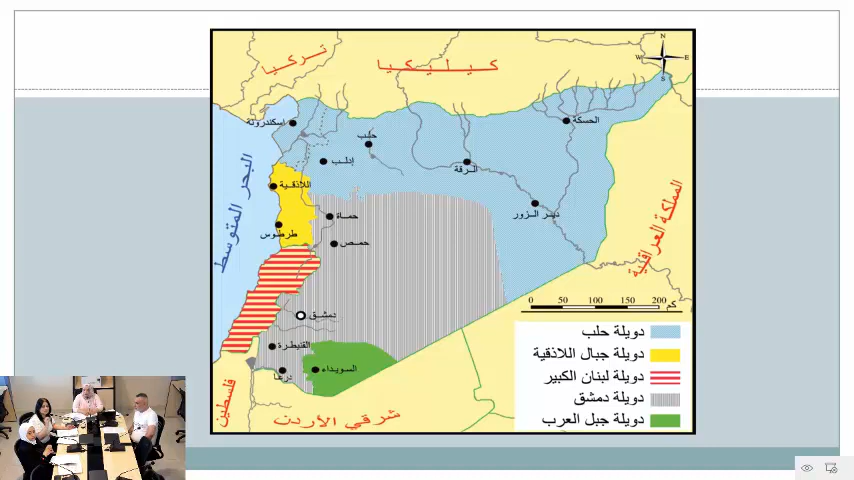 تركيا
كيليكيا
N
W E
S
اسكندرونة
حلب
الحسكة
إدلب
الرقة
البحر المتوسط
اللاذقية
دير الزور
حماة
طرطوس
حمص
المملكة العراقية
دمشق
0 50 100 150 200 كم
القنيطرة
السويداء
درعا
فلسطين
شرقي الأردن
دويلة حلب
دويلة جبال اللاذقية
دويلة لبنان الكبير
دويلة دمشق
دويلة جبل العرب